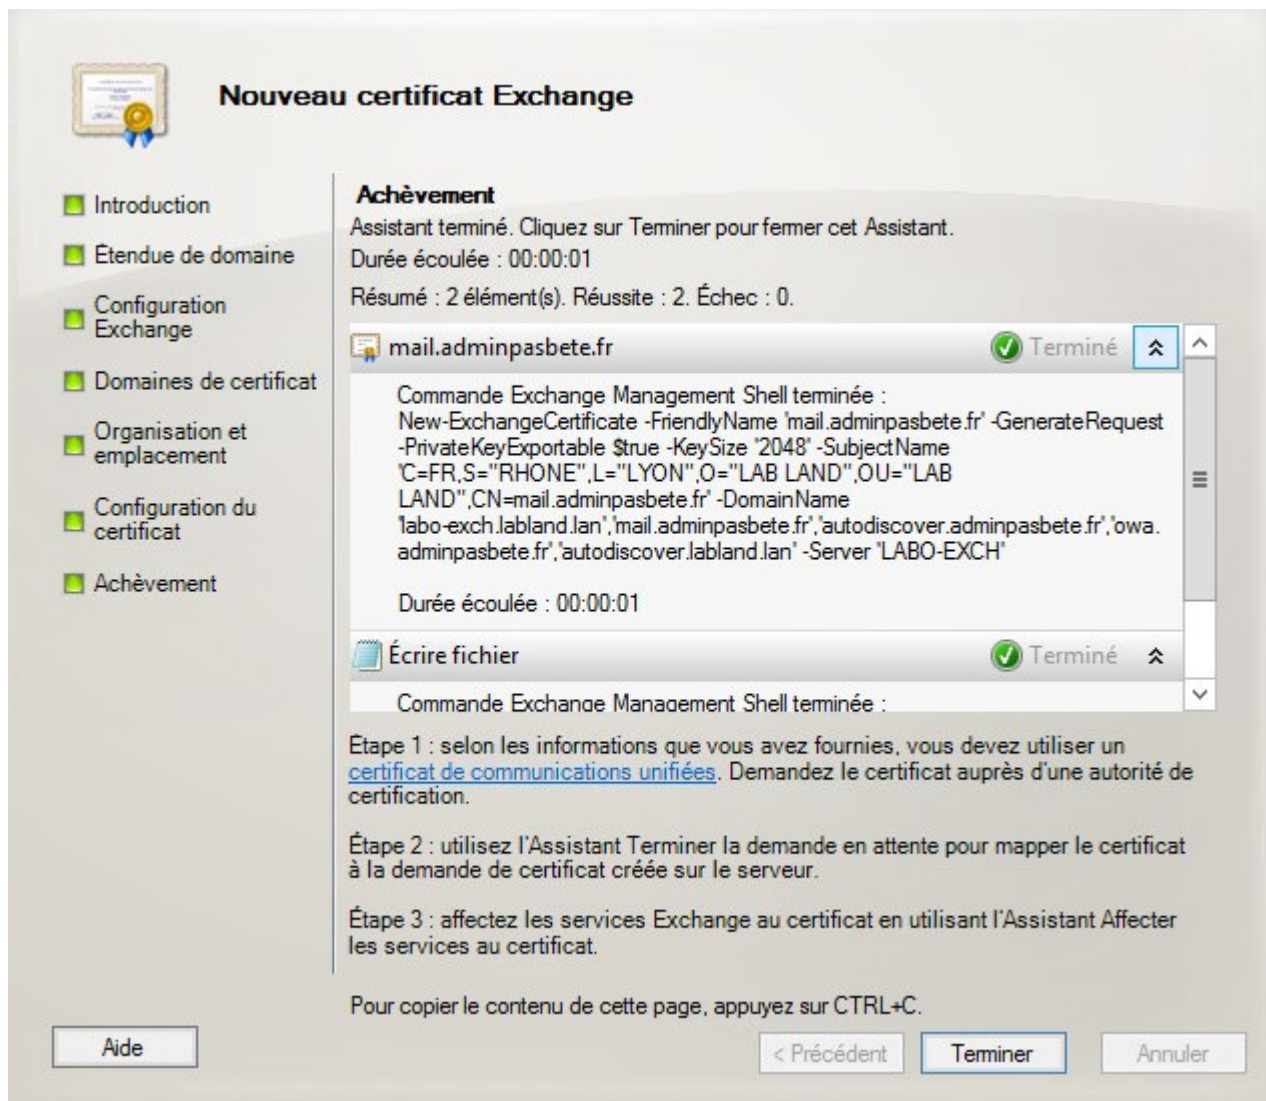 Nouveau certificat Exchange
Introduction
Étendue de domaine
Configuration
Exchange
Domaines de certificat
Organisation et
emplacement
Configuration du
certificat
Achèvement
Achèvement
Assistant terminé. Cliquez sur Terminer pour fermer cet Assistant.
Durée écoulée : 00:00:01
Résumé : 2 élément(s). Réussite : 2. Échec : 0.
mail.adminpasbete.fr Terminé
Commande Exchange Management Shell terminée :
New-ExchangeCertificate -FriendlyName 'mail.adminpasbete.fr' -GenerateRequest
-PrivateKeyExportable $true -KeySize '2048' -SubjectName
'C=FR,S="RHONE",L="LYON",O="LAB LAND",OU="LAB
LAND",CN=mail.adminpasbete.fr' -DomainName
'labo-exch.labland.lan','mail.adminpasbete.fr','autodiscover.adminpasbete.fr','owa.
adminpasbete.fr','autodiscover.labland.lan' -Server 'LABO-EXCH'
Durée écoulée : 00:00:01
Écrire fichier Terminé
Commande Exchange Management Shell terminée :
Étape 1 : selon les informations que vous avez fournies, vous devez utiliser un
certificat de communications unifiées. Demandez le certificat auprès d'une autorité de
certification.
Étape 2 : utilisez l'Assistant Terminer la demande en attente pour mapper le certificat
à la demande de certificat créée sur le serveur.
Étape 3 : affectez les services Exchange au certificat en utilisant l'Assistant Affecter
les services au certificat.
Pour copier le contenu de cette page, appuyez sur CTRL+C.
Aide
< Précédent
Terminer
Annuler